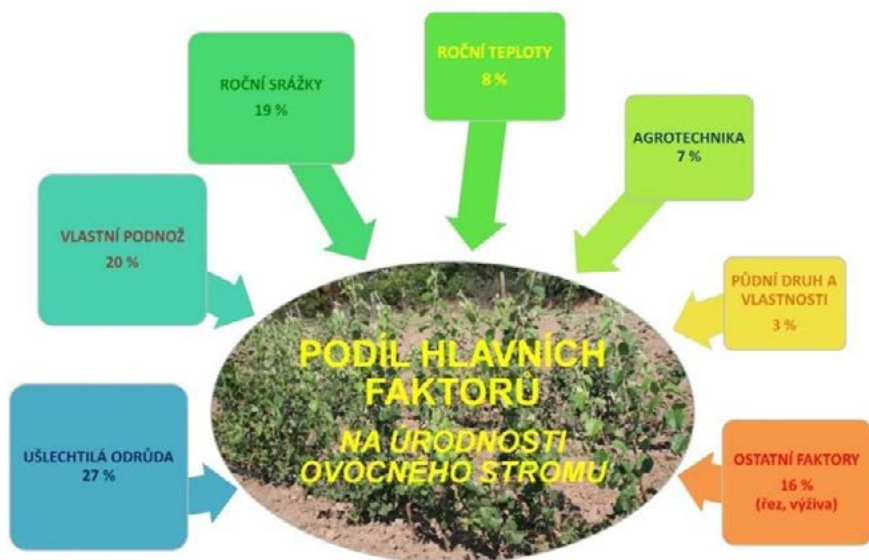 ROČNÍ TEPLOTY
8 %
ROČNÍ SRÁŽKY
19 %
AGROTECHNIKA
7 %
VLASTNÍ PODNOŽ
20 %
PŮDNÍ DRUH A
VLASTNOSTI
3 %
PODÍL HLAVNÍCH
FAKTORŮ
NA ÚRODNOSTI
OVOCNÉHO STROMU
UŠLECHTILÁ ODRŮDA
27 %
OSTATNÍ FAKTORY
16 %
(řez, výživa)